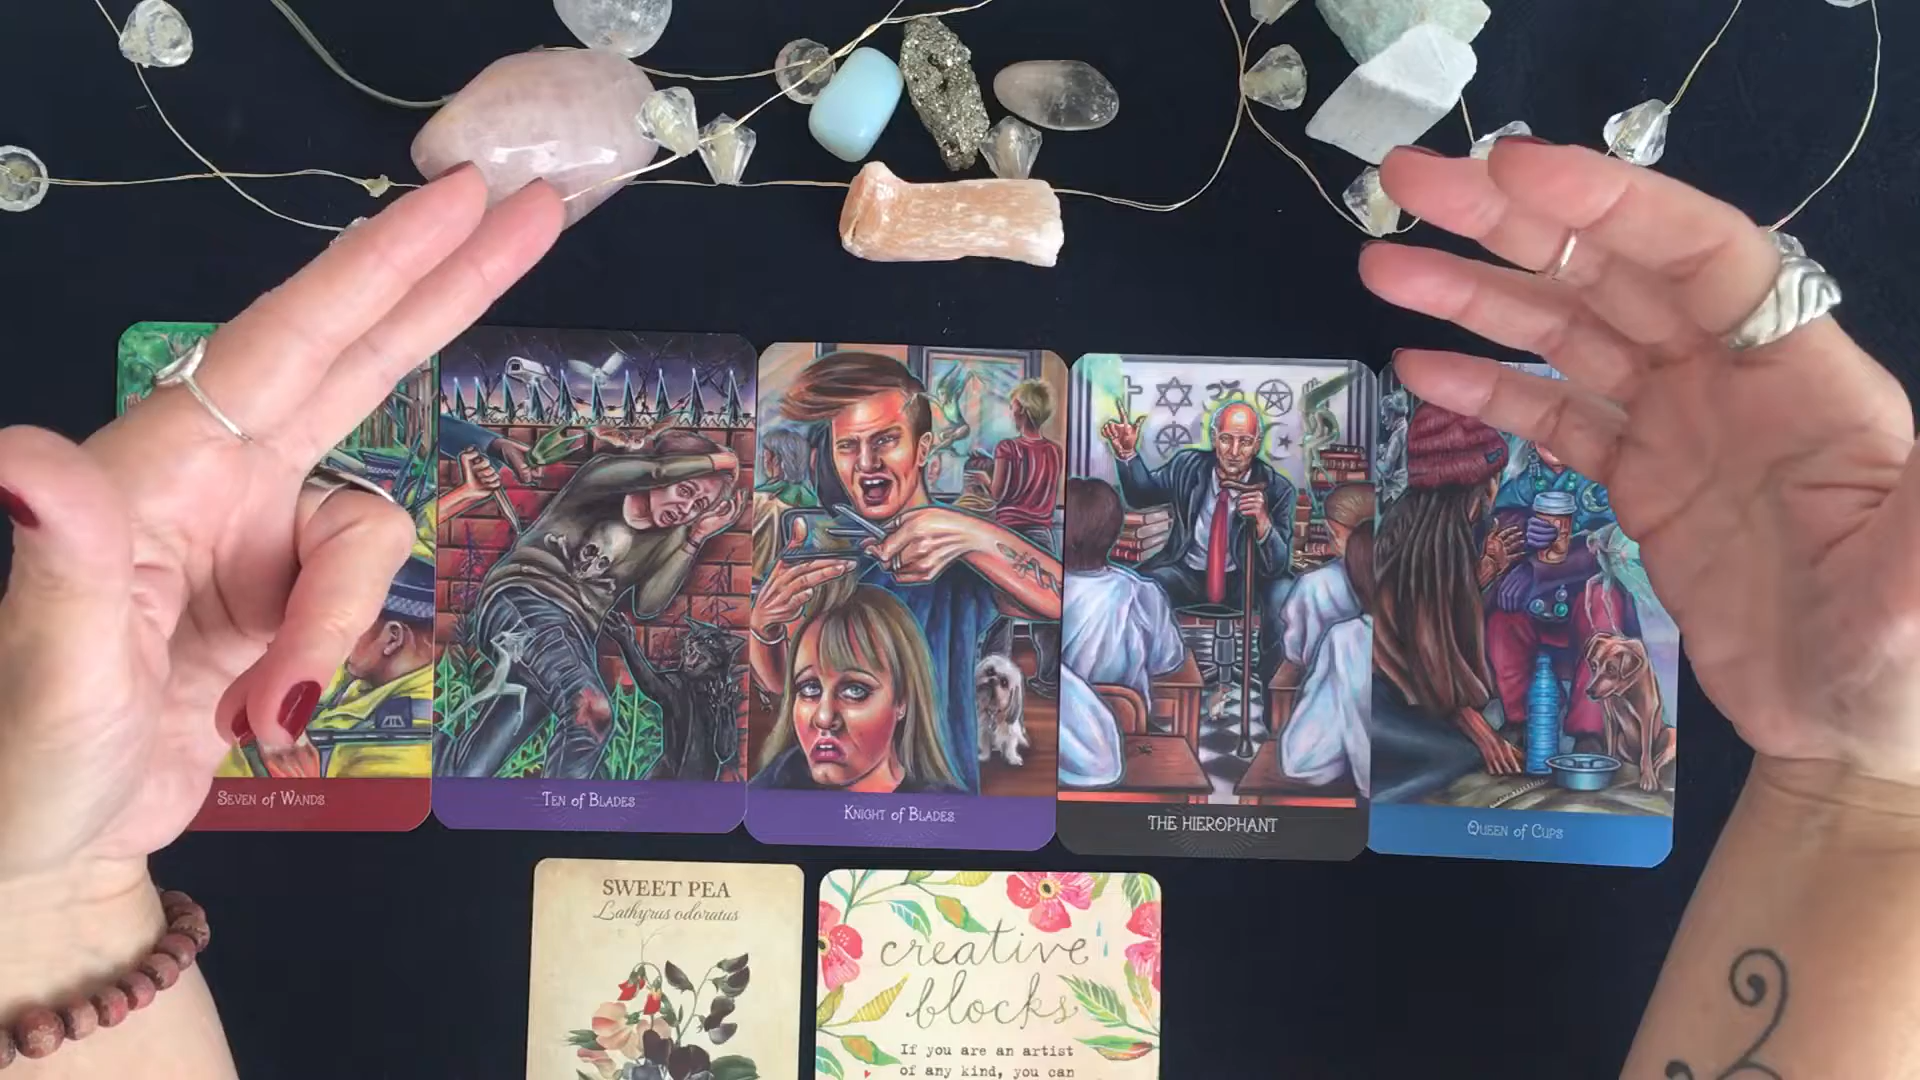 SEVEN OF WANDS
TEN OF BLADES
KNIGHT OF BLADES
THE HIEROPHANT
QUEEN OF CUPS
SWEET PEA
Lathyrus odoratus
creative
blocks
If you are an artist
of any kind, you can